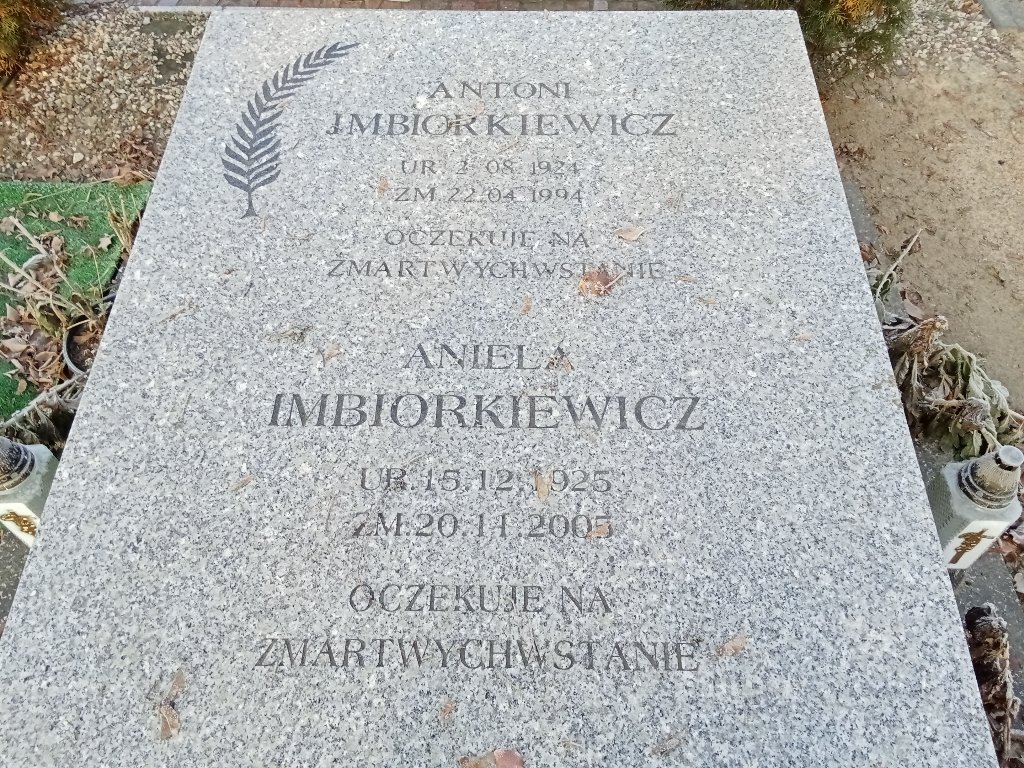 ANTONI
IMBIORKIEWICZ
UR. 2.08.1924
ZM. 22.04.1994
OCZEKUJE NA
ZMARTWYCHWSTANIE
ANIELA
IMBIORKIEWICZ
UR. 15.12.1925
ZM. 20.11.2005
OCZEKUJE NA
ZMARTWYCHWSTANIE